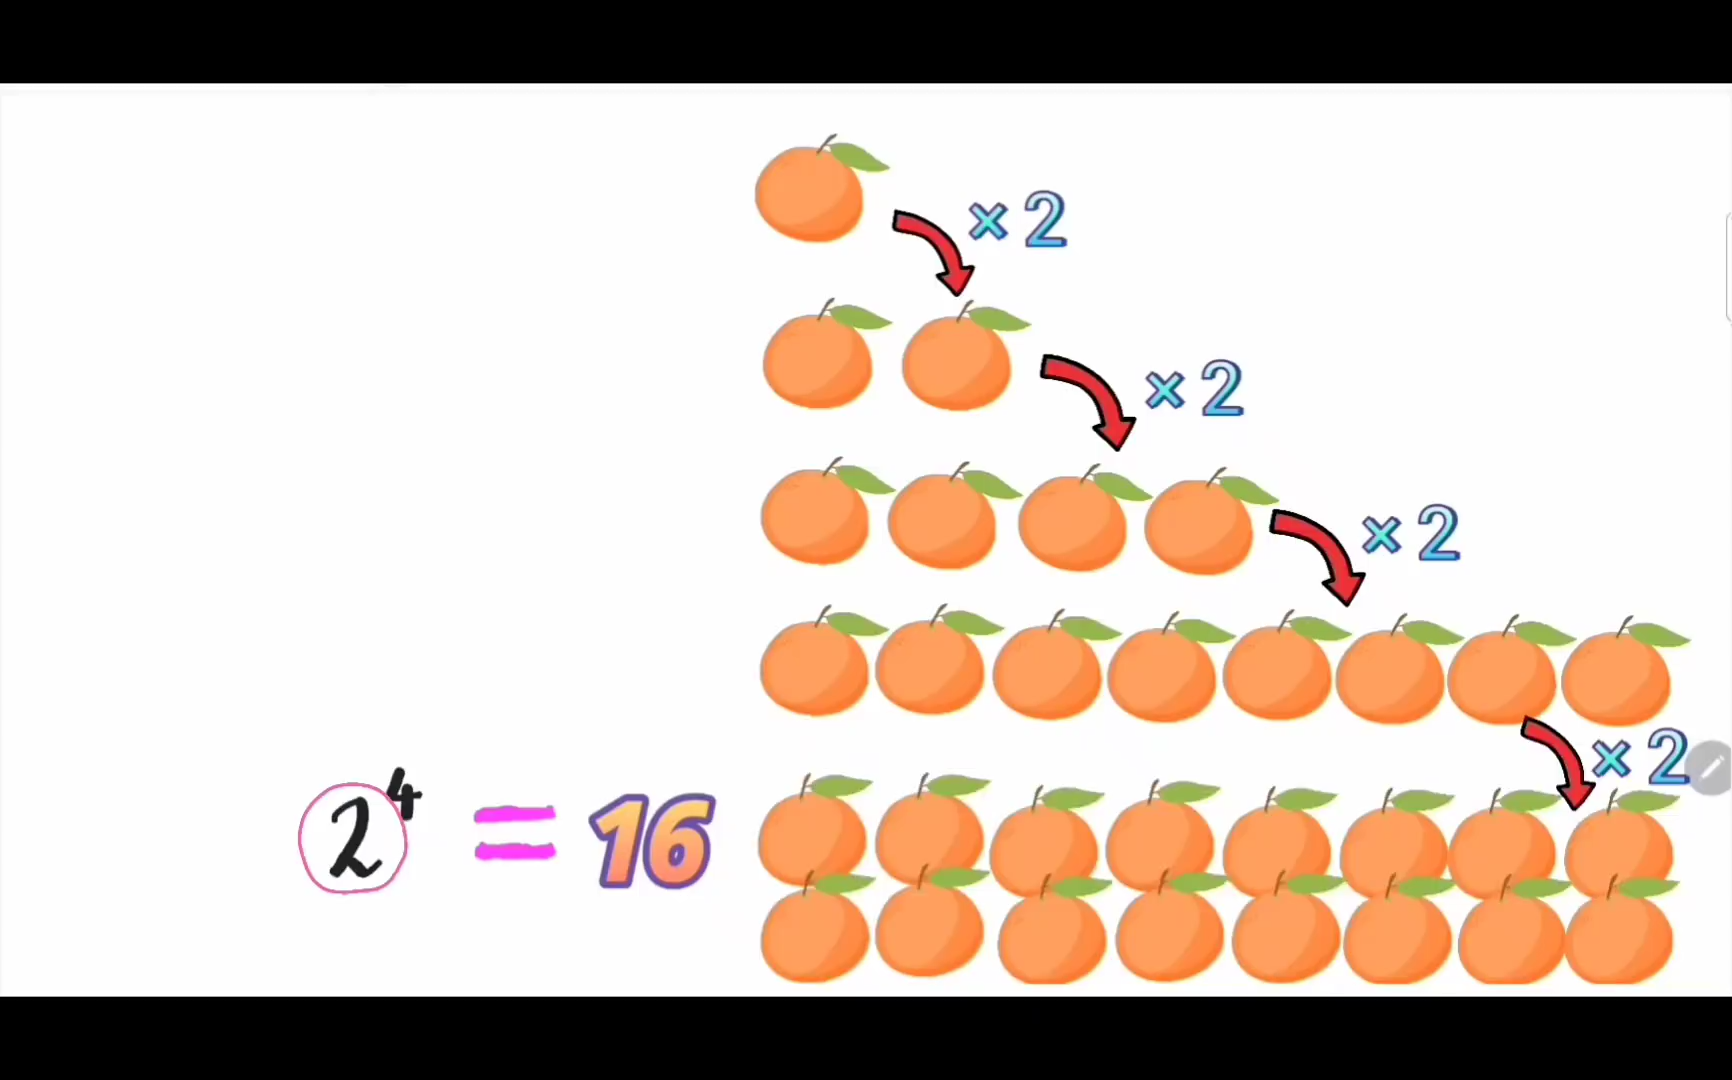 × 2
× 2
× 2
× 2
2⁴ = 16